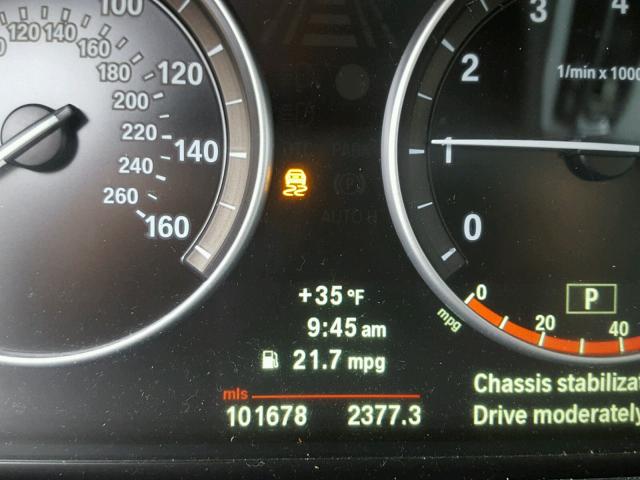 100
120
140
160
180
200
220
240
260
120
140
160
3
4
2
1/min x 1000
1
0
PARK
(P)
AUTO H
+35 °F
9:45 am
21.7 mpg
mls
101678 2377.3
0
20
40
mpg
P
Chassis stabilizat
Drive moderately